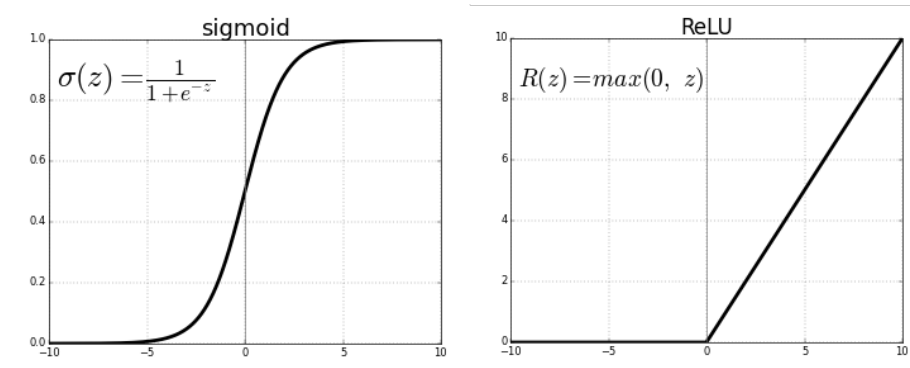 sigmoid
σ(z) = 1 / (1 + e^{-z})
1.0
0.8
0.6
0.4
0.2
0.0
−10 −5 0 5 10
ReLU
R(z) = max(0, z)
10
8
6
4
2
0
−10 −5 0 5 10